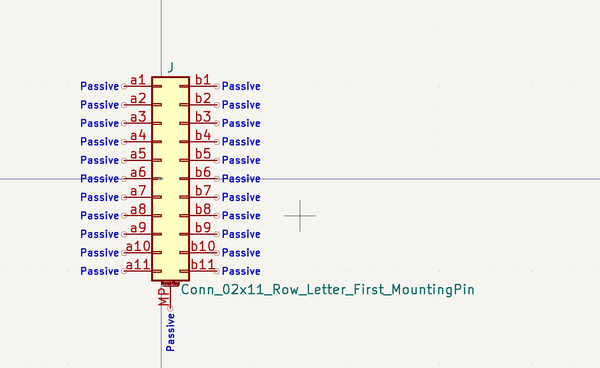 J
Passive a1 b1 Passive
Passive a2 b2 Passive
Passive a3 b3 Passive
Passive a4 b4 Passive
Passive a5 b5 Passive
Passive a6 b6 Passive
Passive a7 b7 Passive
Passive a8 b8 Passive
Passive a9 b9 Passive
Passive a10 b10 Passive
Passive a11 b11 Passive
Conn_02x11_Row_Letter_First_MountingPin
MP
Passive